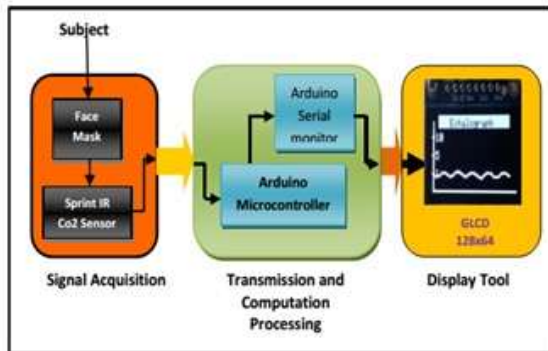 Subject
Face
Mask
Sprint IR
Co2 Sensor
Signal Acquisition
Arduino
Serial
monitor
Arduino
Microcontroller
Transmission and
Computation
Processing
GLCD
128x64
Display Tool